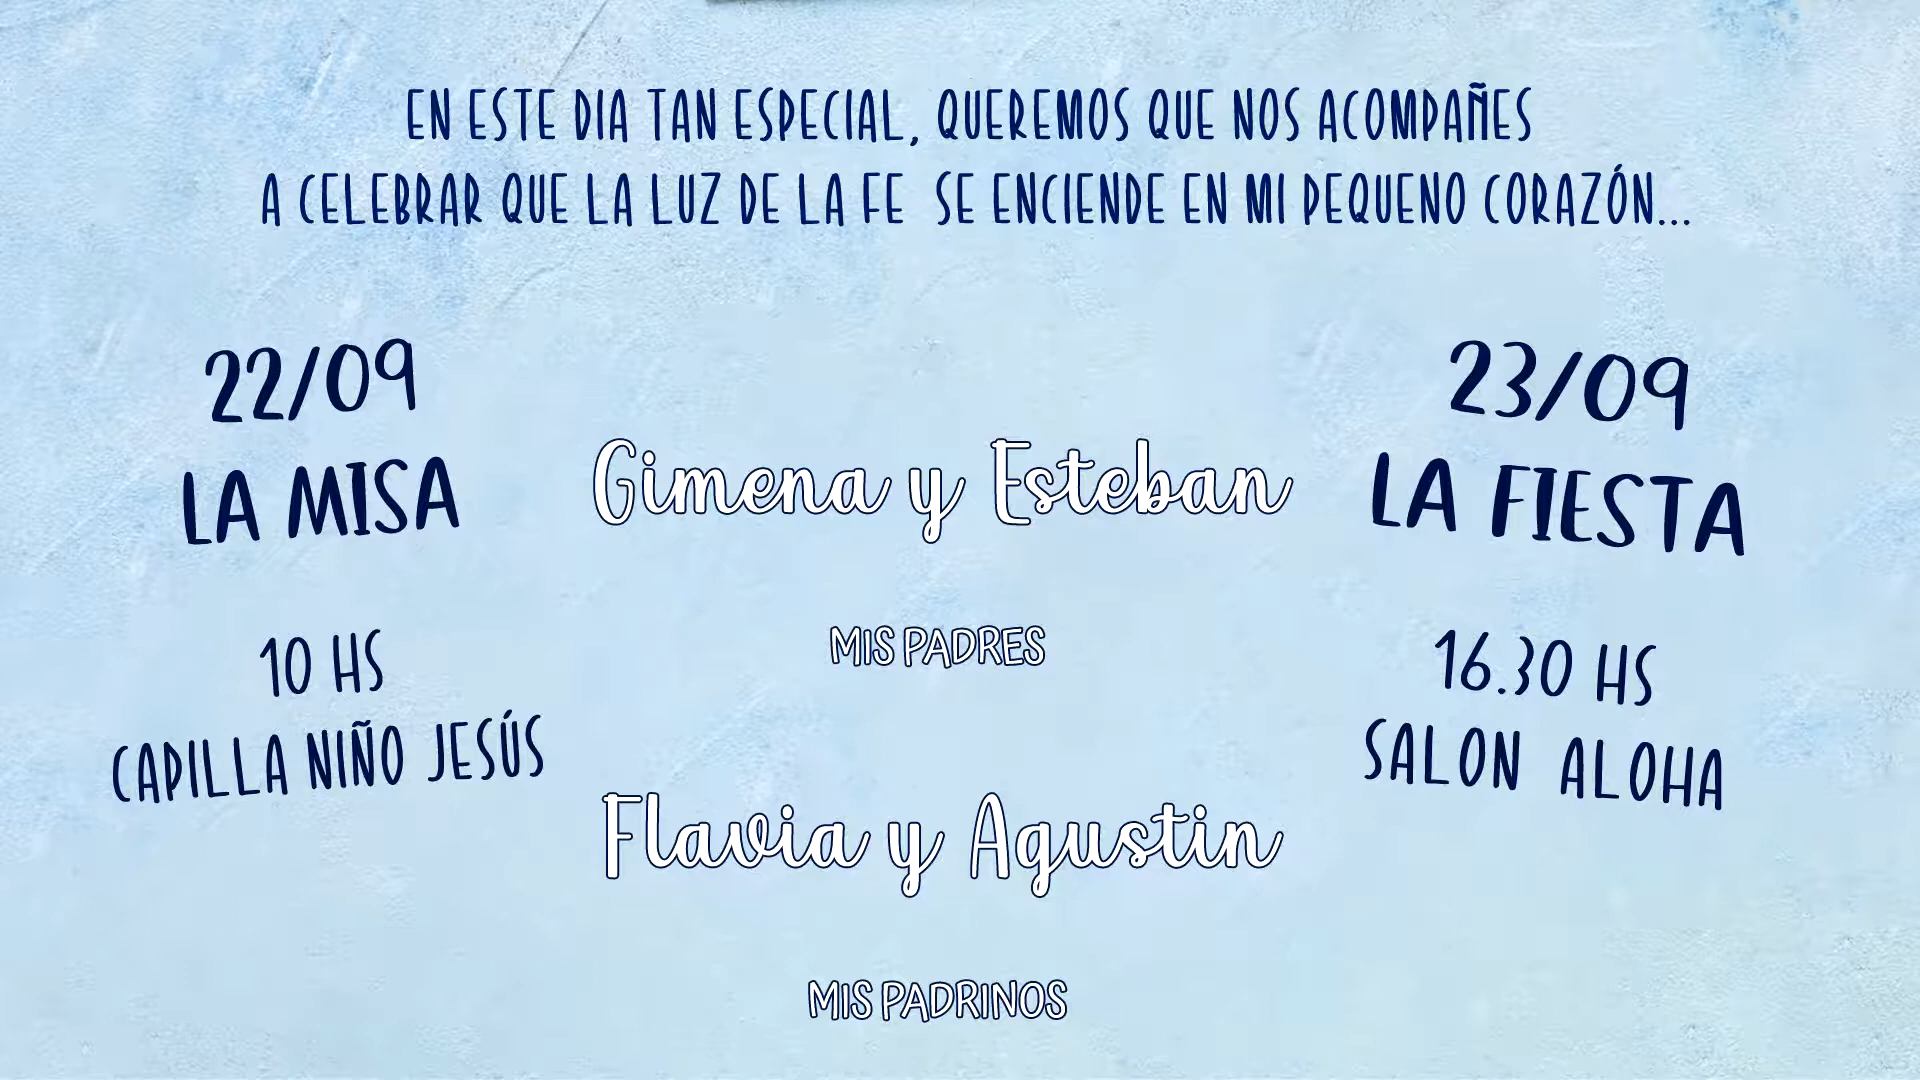 EN ESTE DIA TAN ESPECIAL, QUEREMOS QUE NOS ACOMPAÑES
A CELEBRAR QUE LA LUZ DE LA FE SE ENCIENDE EN MI PEQUENO CORAZÓN...
22/09
LA MISA
10 HS
CAPILLA NIÑO JESÚS
Gimena y Esteban
MIS PADRES
Flavia y Agustin
MIS PADRINOS
23/09
LA FIESTA
16.30 HS
SALON ALOHA